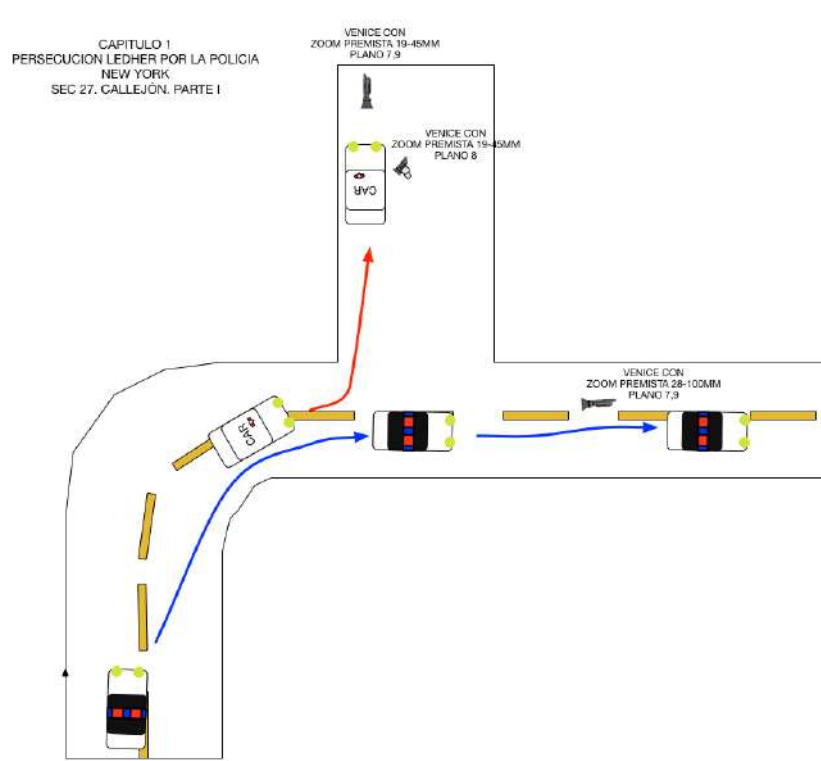 CAPITULO 1
PERSECUCION LEDHER POR LA POLICIA
NEW YORK
SEC 27. CALLEJÓN. PARTE I
VENICE CON
ZOOM PREMISTA 19-45MM
PLANO 7,9
VENICE CON
ZOOM PREMISTA 19-45MM
PLANO 8
CAR
VENICE CON
ZOOM PREMISTA 28-100MM
PLANO 7,9
CAR